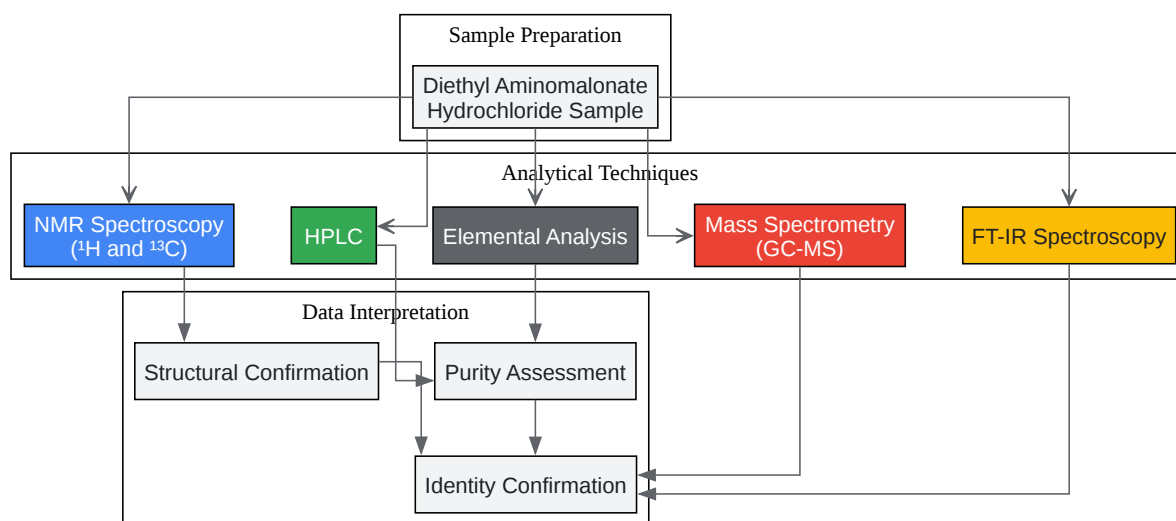 Sample Preparation
Diethyl Aminomalonate
Hydrochloride Sample
Analytical Techniques
NMR Spectroscopy
(¹H and ¹³C)
HPLC
Elemental Analysis
Mass Spectrometry
(GC-MS)
FT-IR Spectroscopy
Data Interpretation
Structural Confirmation
Purity Assessment
Identity Confirmation